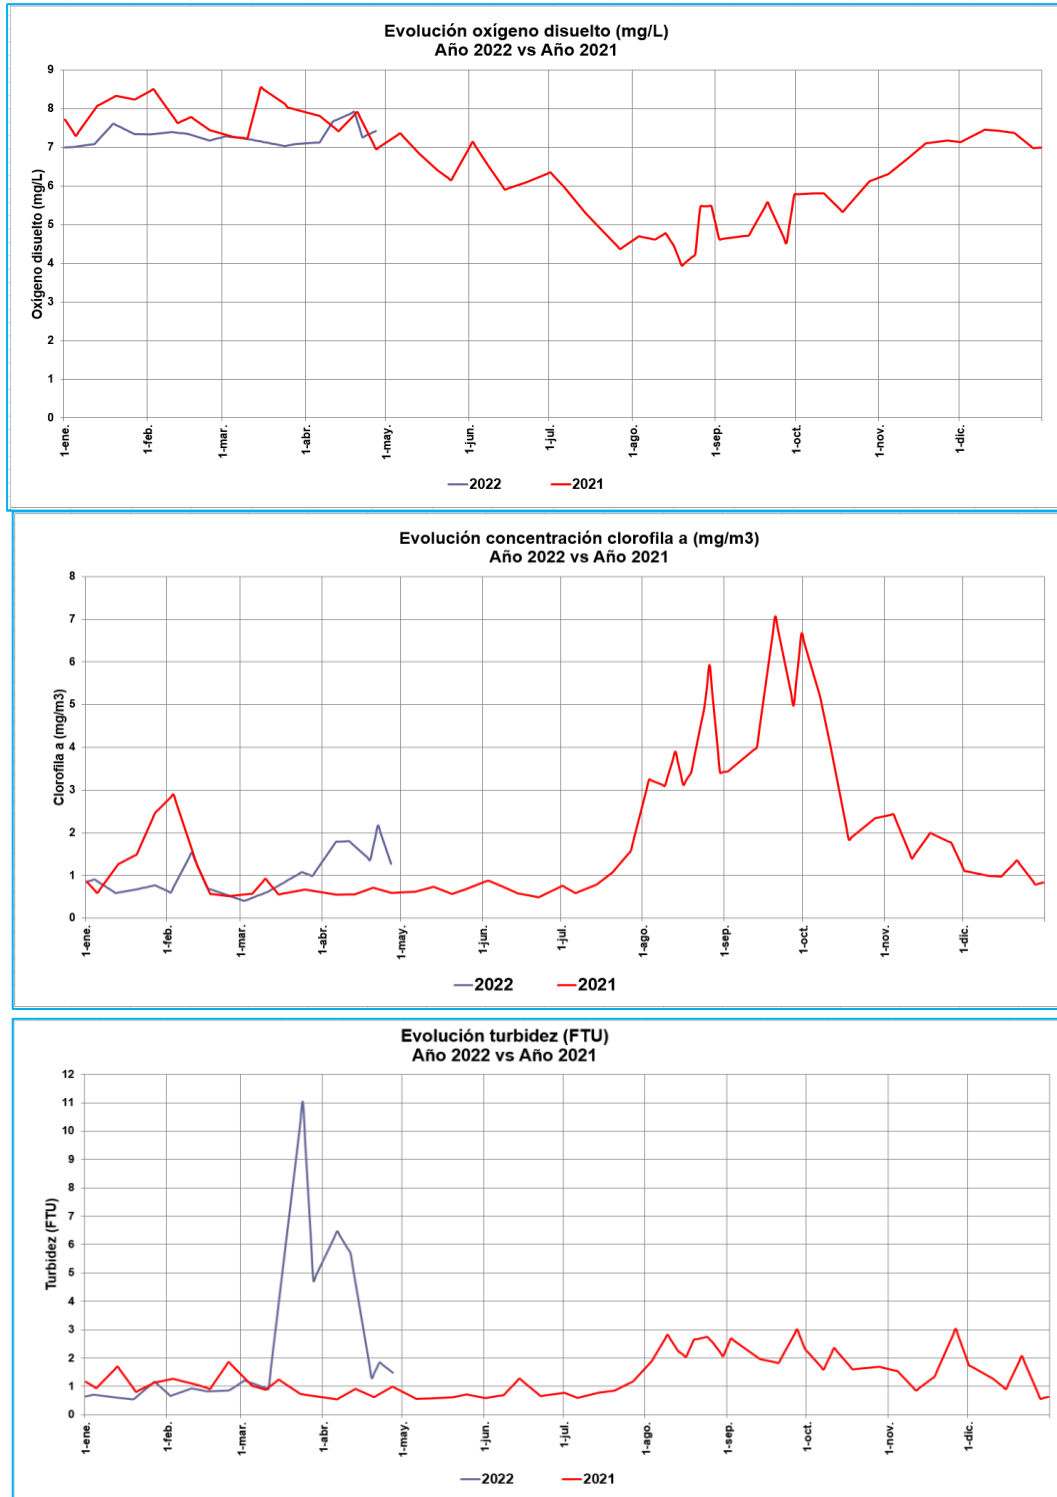 Evolución oxígeno disuelto (mg/L)
Año 2022 vs Año 2021
Oxígeno disuelto (mg/L)
9
8
7
6
5
4
3
2
1
0
1-ene.
1-feb.
1-mar.
1-abr.
1-may.
1-jun.
1-jul.
1-ago.
1-sep.
1-oct.
1-nov.
1-dic.
2022 2021
Evolución concentración clorofila a (mg/m3)
Año 2022 vs Año 2021
Clorofila a (mg/m3)
8
7
6
5
4
3
2
1
0
1-ene.
1-feb.
1-mar.
1-abr.
1-may.
1-jun.
1-jul.
1-ago.
1-sep.
1-oct.
1-nov.
1-dic.
2022 2021
Evolución turbidez (FTU)
Año 2022 vs Año 2021
Turbidez (FTU)
12
11
10
9
8
7
6
5
4
3
2
1
0
1-ene.
1-feb.
1-mar.
1-abr.
1-may.
1-jun.
1-jul.
1-ago.
1-sep.
1-oct.
1-nov.
1-dic.
2022 2021